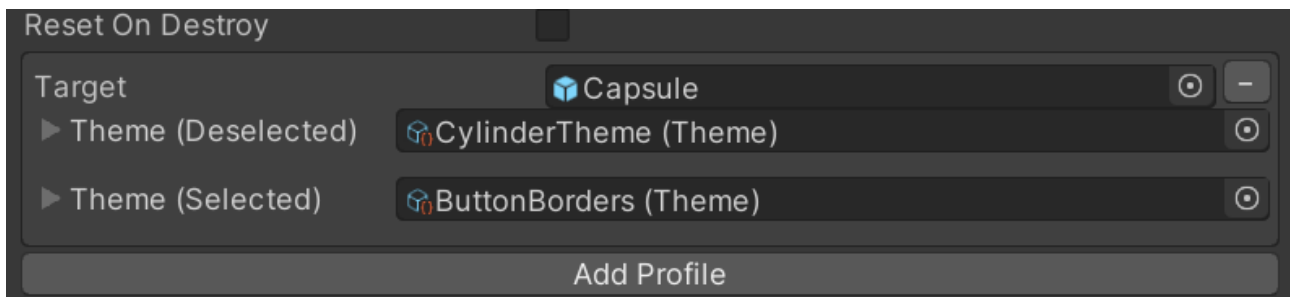 Reset On Destroy
Target Capsule
Theme (Deselected) CylinderTheme (Theme)
Theme (Selected) ButtonBorders (Theme)
Add Profile